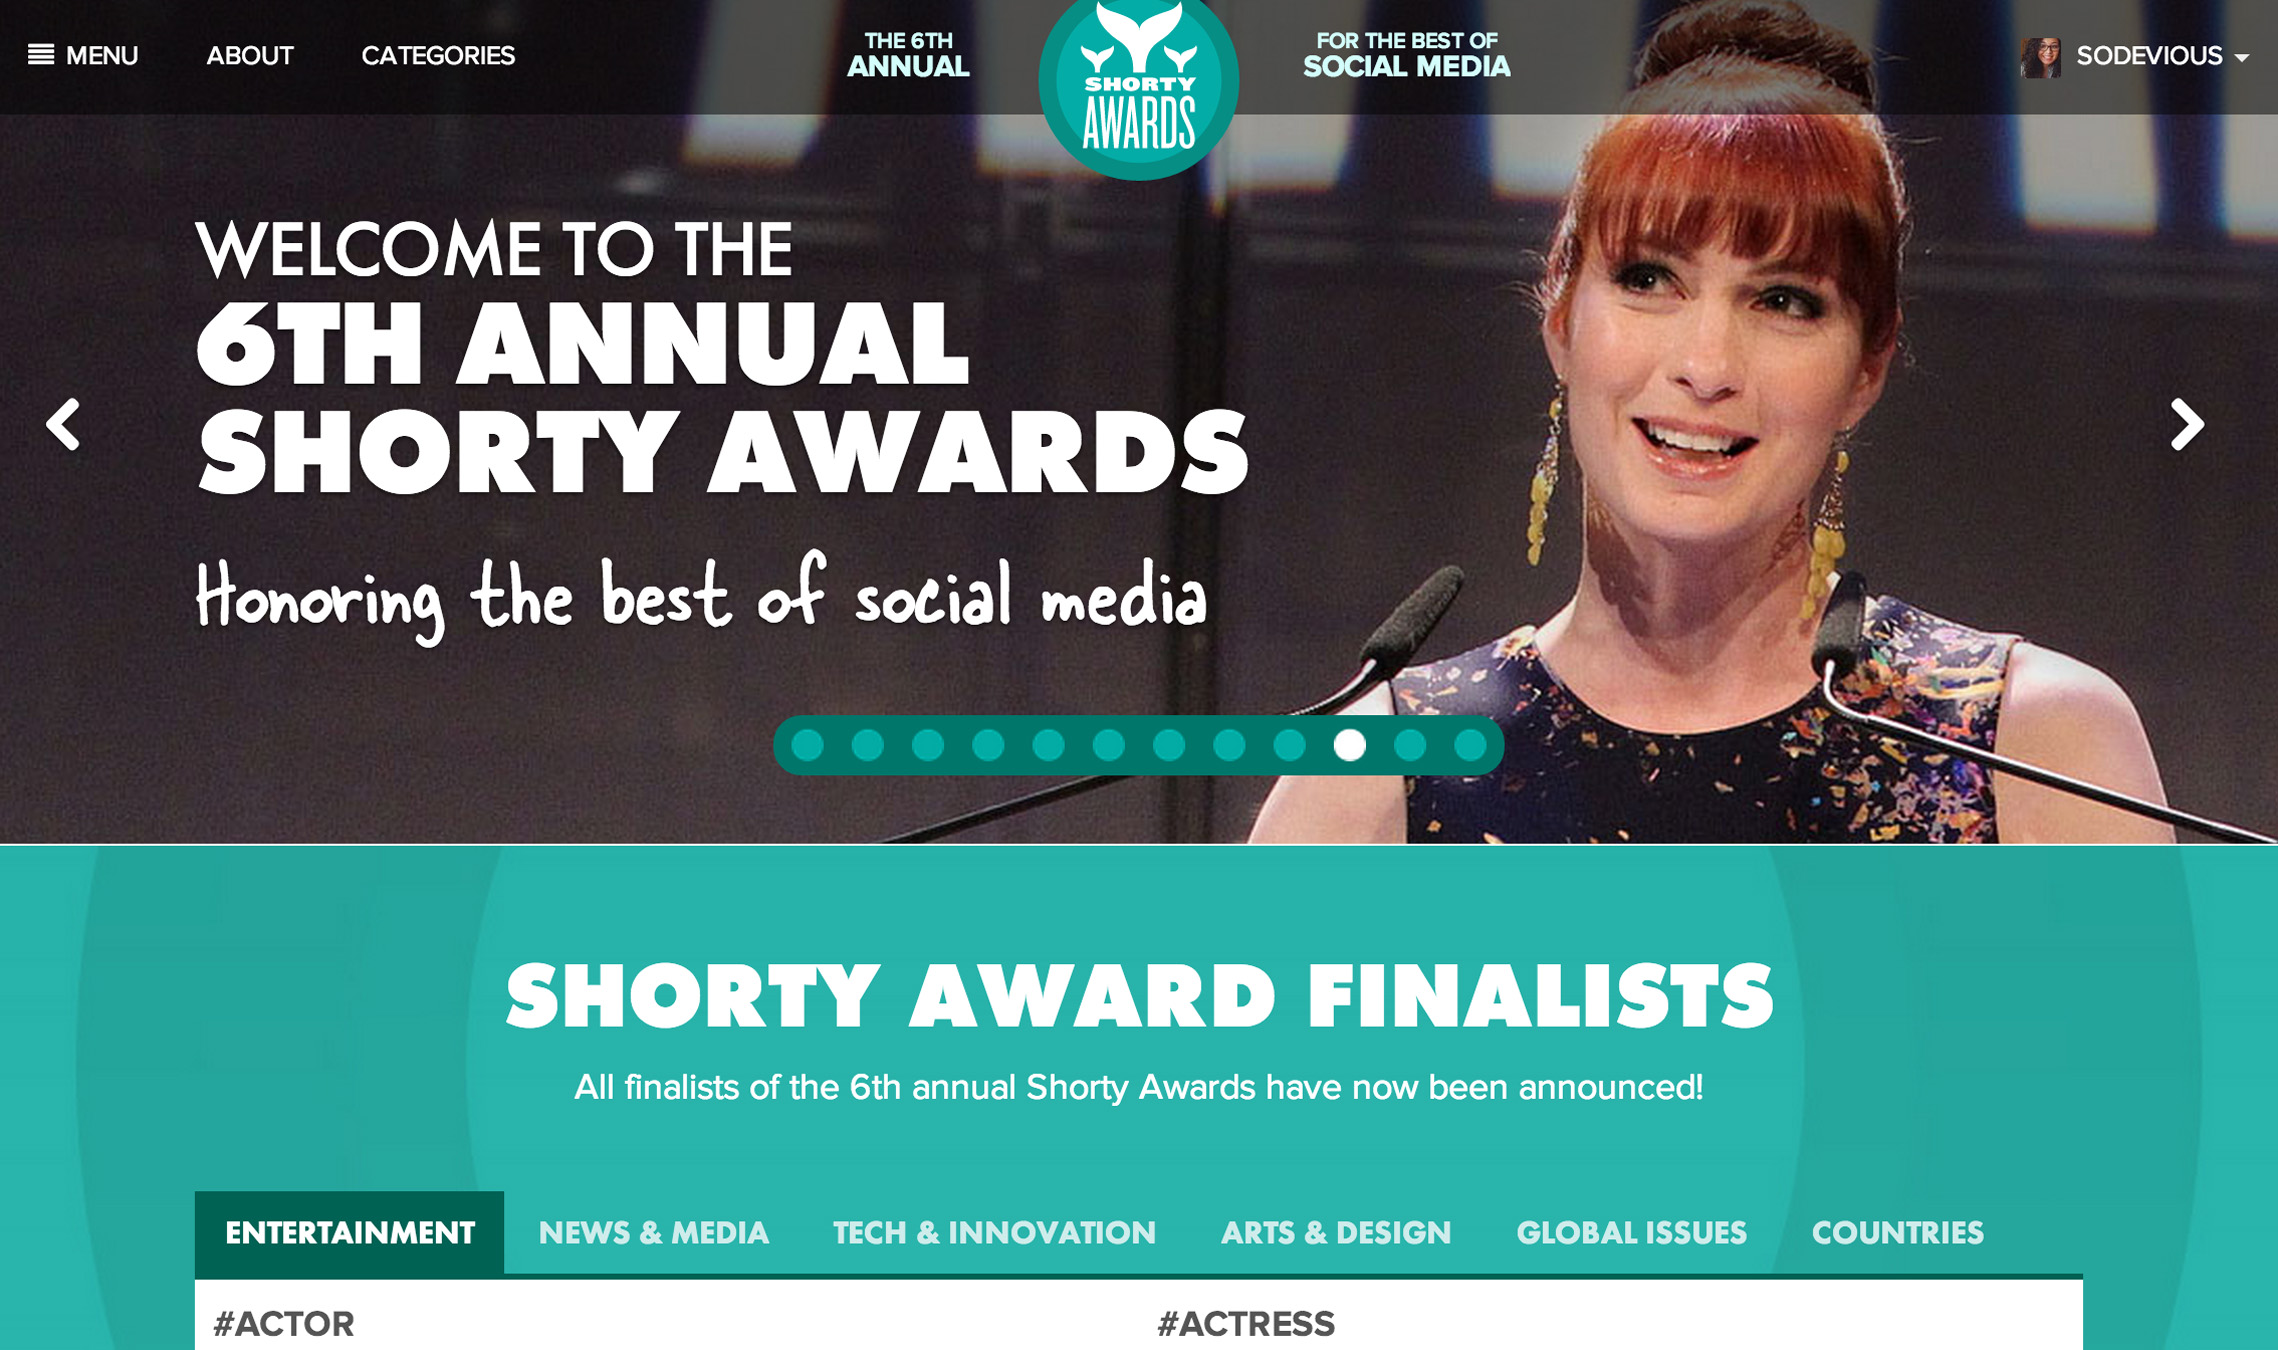 MENU
ABOUT
CATEGORIES
THE 6TH
ANNUAL
SHORTY
AWARDS
FOR THE BEST OF
SOCIAL MEDIA
SODEVIOUS
WELCOME TO THE
6TH ANNUAL
SHORTY AWARDS
Honoring the best of social media
SHORTY AWARD FINALISTS
All finalists of the 6th annual Shorty Awards have now been announced!
ENTERTAINMENT
NEWS & MEDIA
TECH & INNOVATION
ARTS & DESIGN
GLOBAL ISSUES
COUNTRIES
#ACTOR
#ACTRESS